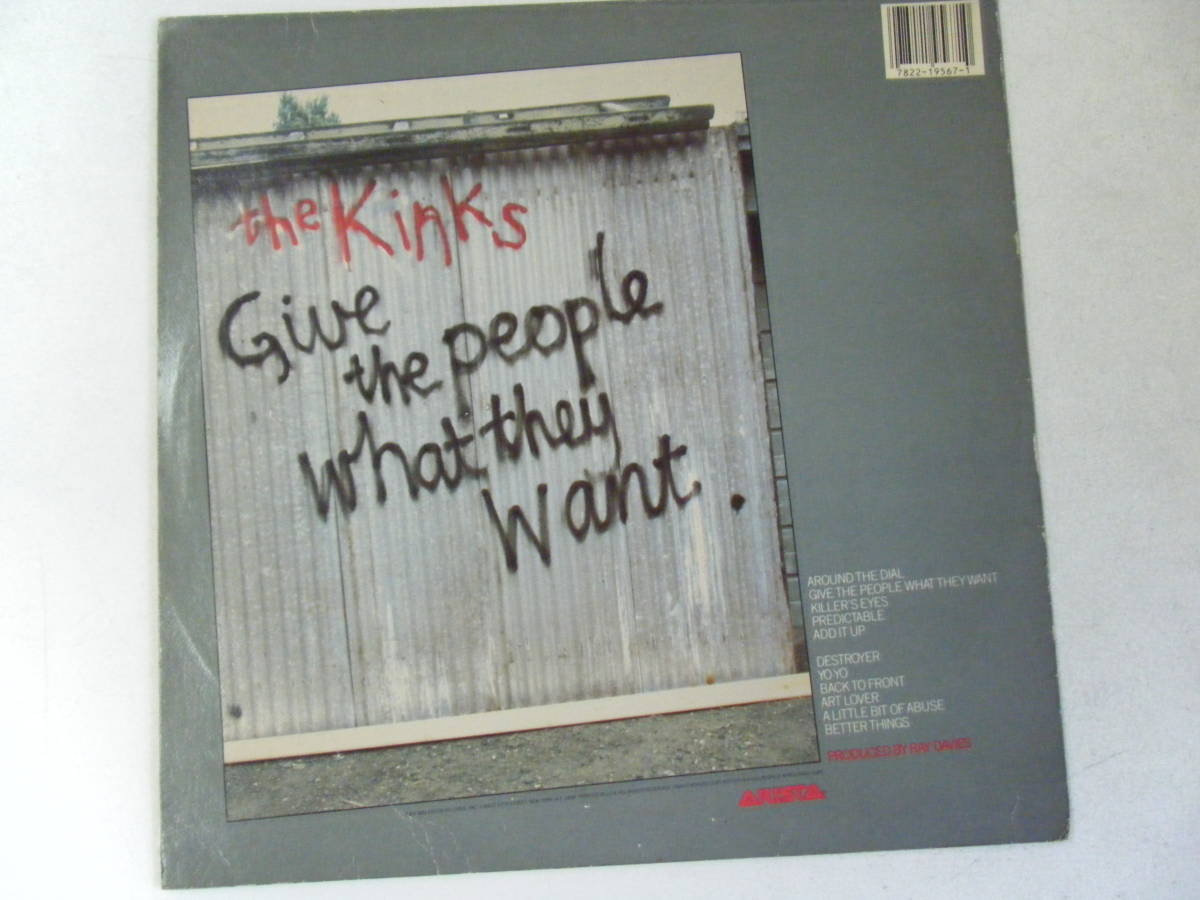 7822-19567-1
the Kinks
Give
the people
what they
want.
AROUND THE DIAL
GIVE THE PEOPLE WHAT THEY WANT
KILLER'S EYES
PREDICTABLE
ADD IT UP
DESTROYER
YO YO
BACK TO FRONT
ART LOVER
A LITTLE BIT OF ABUSE
BETTER THINGS
PRODUCED BY RAY DAVIES
ARISTA